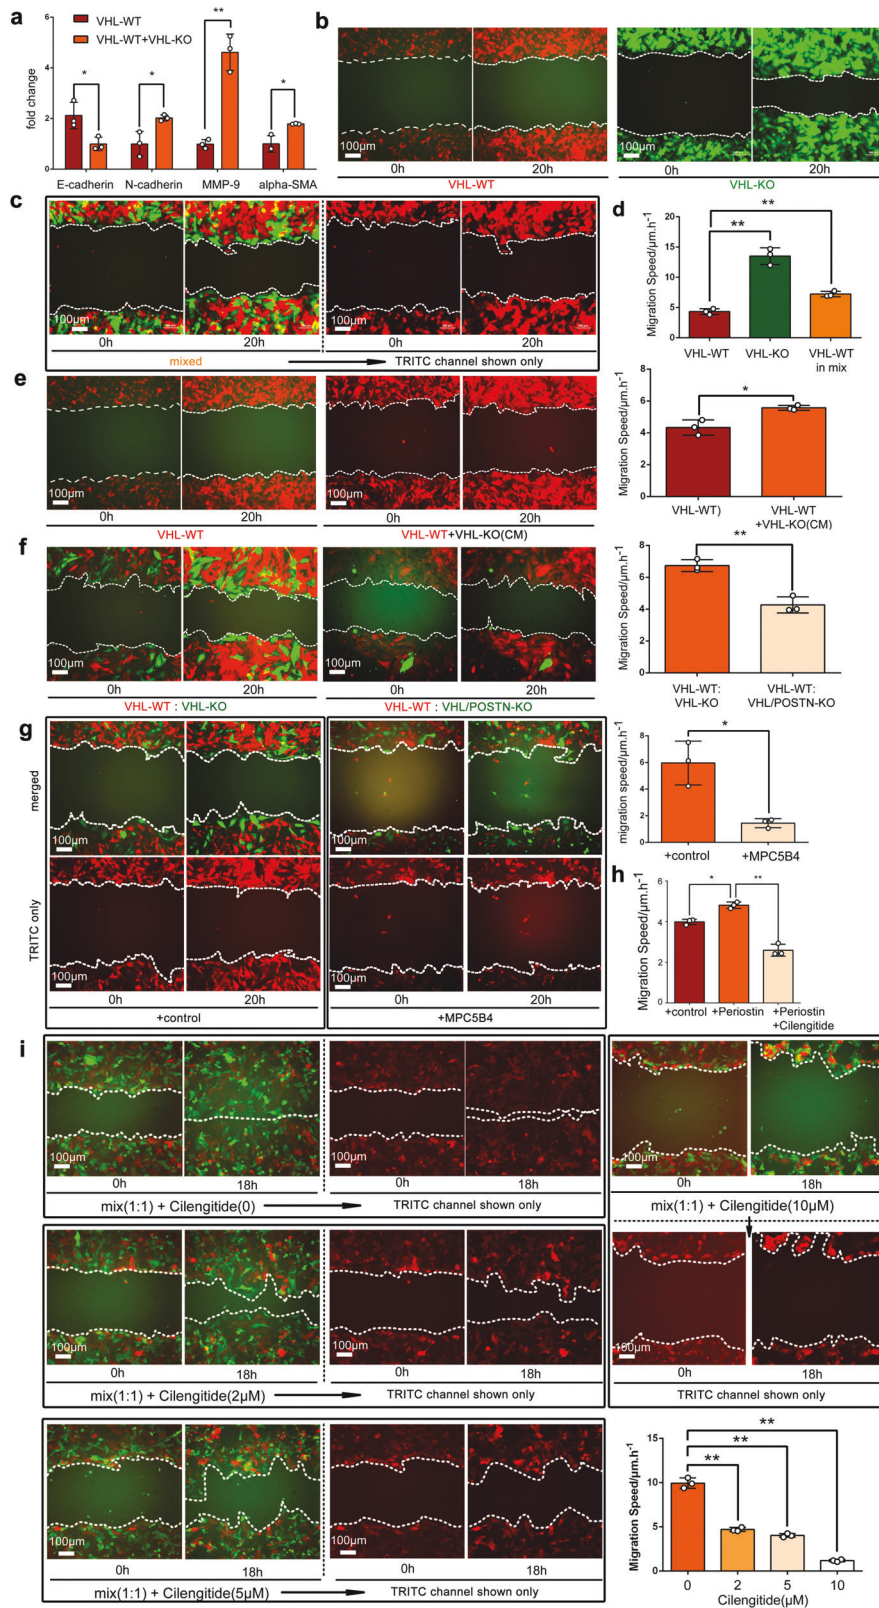 a
VHL-WT
VHL-WT+VHL-KO
fold change
6
4
2
0
*
*
**
*
E-cadherin
N-cadherin
MMP-9
alpha-SMA
b
100µm
0h
20h
VHL-WT
100µm
0h
20h
VHL-KO
c
100µm
0h
20h
mixed
100µm
0h
20h
TRITC channel shown only
d
Migration Speed/µm.h-1
20
15
10
5
0
**
**
VHL-WT
VHL-KO
VHL-WT
in mix
e
100µm
0h
20h
VHL-WT
100µm
0h
20h
VHL-WT+VHL-KO(CM)
Migration Speed/µm.h-1
8
6
4
2
0
*
VHL-WT)
VHL-WT
+VHL-KO(CM)
f
100µm
0h
20h
VHL-WT : VHL-KO
100µm
0h
20h
VHL-WT : VHL/POSTN-KO
Migration Speed/µm.h-1
8
6
4
2
0
**
VHL-WT:
VHL-KO
VHL-WT:
VHL/POSTN-KO
g
merged
100µm
100µm
TRITC only
100µm
100µm
0h
20h
+control
0h
20h
+MPC5B4
migration speed/µm.h-1
10
8
6
4
2
0
*
+control
+MPC5B4
h
Migration Speed/µm.h-1
6
4
2
0
*
**
+control
+Periostin
+Periostin
+Cilengitide
i
100µm
0h
18h
mix(1:1) + Cilengitide(0)
100µm
0h
18h
TRITC channel shown only
100µm
0h
18h
mix(1:1) + Cilengitide(10µM)
100µm
0h
18h
mix(1:1) + Cilengitide(2µM)
100µm
0h
18h
TRITC channel shown only
100µm
0h
18h
TRITC channel shown only
100µm
0h
18h
mix(1:1) + Cilengitide(5µM)
100µm
0h
18h
TRITC channel shown only
Migration Speed/µm.h-1
15
10
5
0
**
**
**
0
2
5
10
Cilengitide(µM)